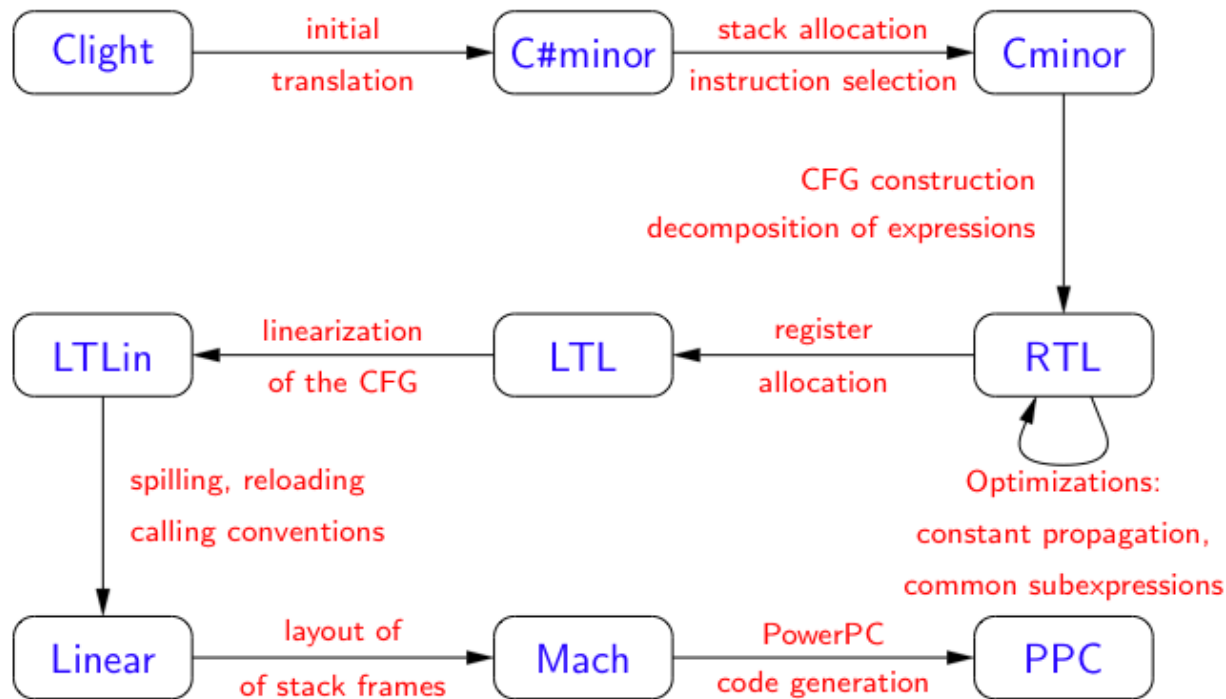 Clight
initial
translation
C#minor
stack allocation
instruction selection
Cminor
CFG construction
decomposition of expressions
LTLin
linearization
of the CFG
LTL
register
allocation
RTL
spilling, reloading
calling conventions
Optimizations:
constant propagation,
common subexpressions
Linear
layout of
of stack frames
Mach
PowerPC
code generation
PPC